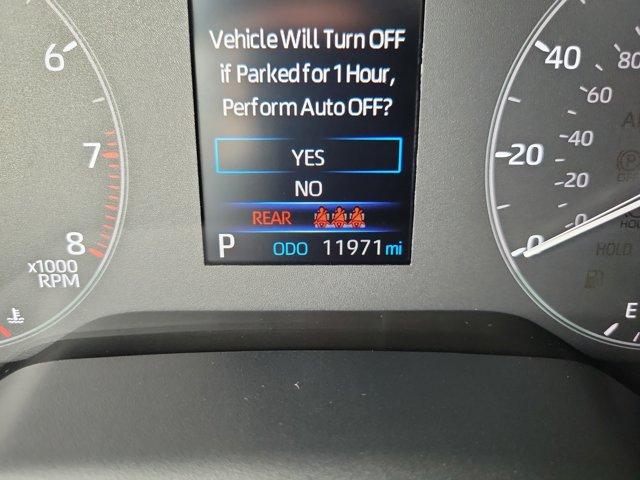 Vehicle Will Turn OFF
if Parked for 1 Hour,
Perform Auto OFF?
YES
NO
REAR
P ODO 11971 mi
6
7
8
x1000
RPM
40
20
0
80
60
40
20
0
HOLD
E